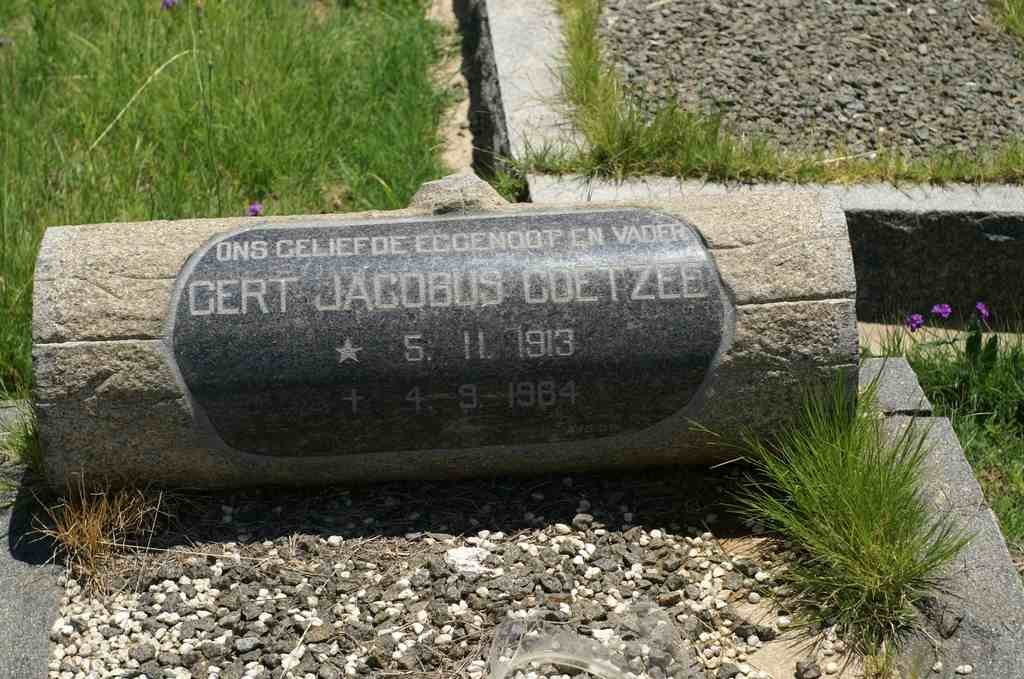 ONS GELIEFDE EGGENOOT EN VADER
GERT JACOBUS COETZEE
★ 5. 11. 1913
+ 4-9-1964